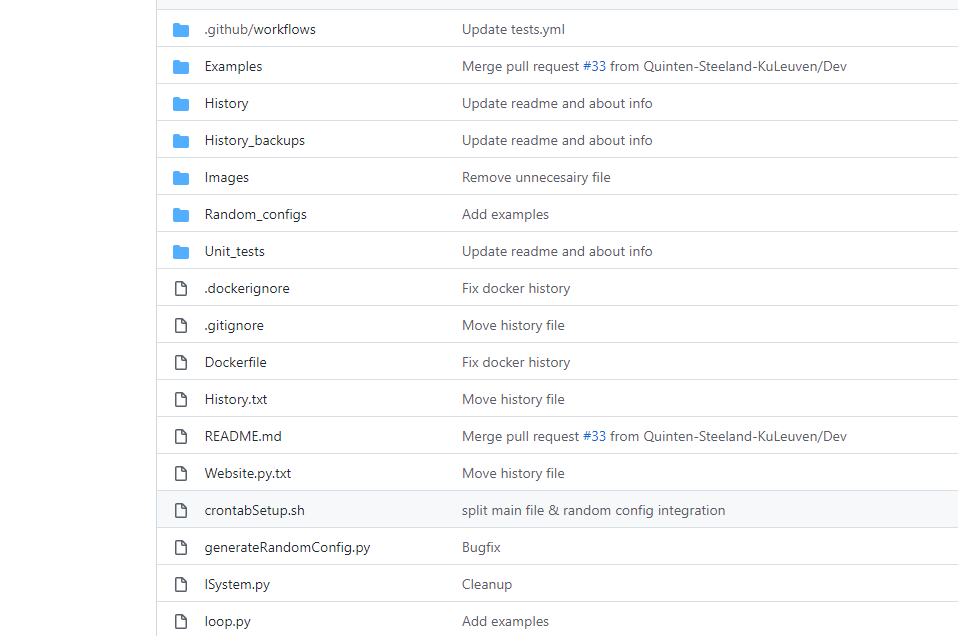 .github/workflows Update tests.yml
Examples Merge pull request #33 from Quinten-Steeland-KuLeuven/Dev
History Update readme and about info
History_backups Update readme and about info
Images Remove unnecesairy file
Random_configs Add examples
Unit_tests Update readme and about info
.dockerignore Fix docker history
.gitignore Move history file
Dockerfile Fix docker history
History.txt Move history file
README.md Merge pull request #33 from Quinten-Steeland-KuLeuven/Dev
Website.py.txt Move history file
crontabSetup.sh split main file & random config integration
generateRandomConfig.py Bugfix
lSystem.py Cleanup
loop.py Add examples